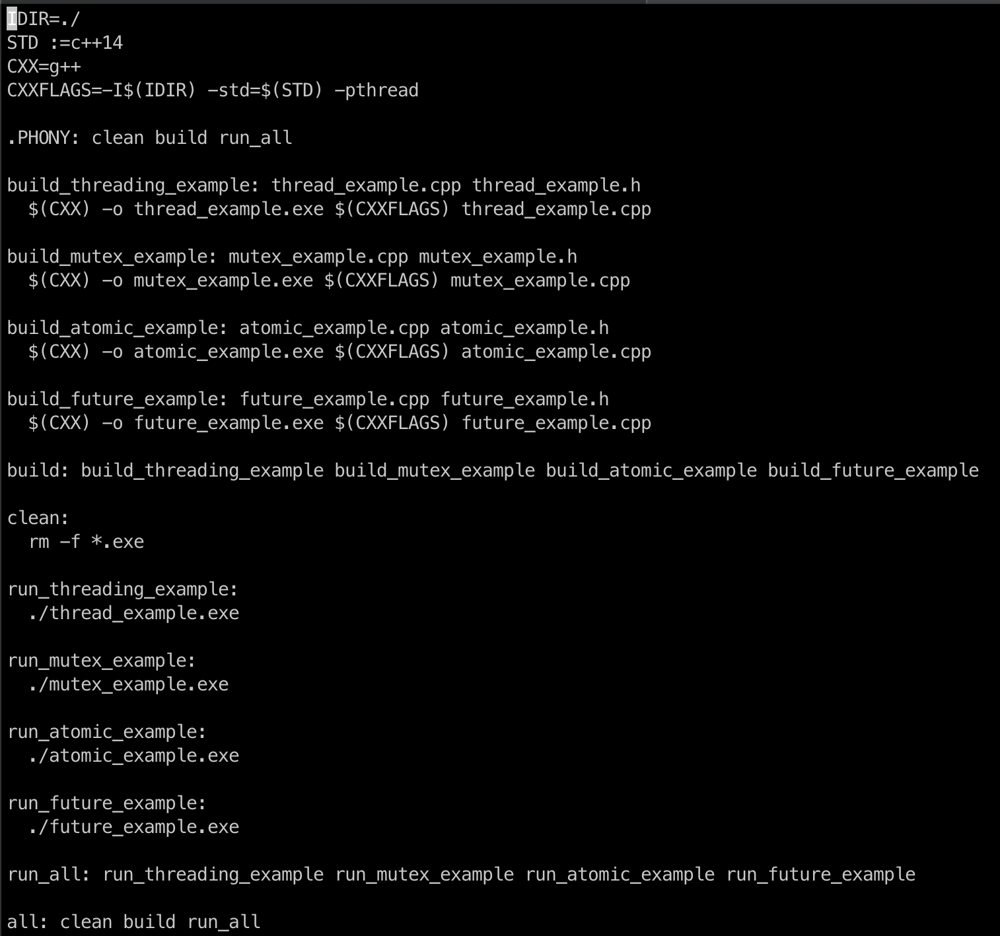 IDIR=./
STD :=c++14
CXX=g++
CXXFLAGS=-I$(IDIR) -std=$(STD) -pthread

.PHONY: clean build run_all

build_threading_example: thread_example.cpp thread_example.h
  $(CXX) -o thread_example.exe $(CXXFLAGS) thread_example.cpp

build_mutex_example: mutex_example.cpp mutex_example.h
  $(CXX) -o mutex_example.exe $(CXXFLAGS) mutex_example.cpp

build_atomic_example: atomic_example.cpp atomic_example.h
  $(CXX) -o atomic_example.exe $(CXXFLAGS) atomic_example.cpp

build_future_example: future_example.cpp future_example.h
  $(CXX) -o future_example.exe $(CXXFLAGS) future_example.cpp

build: build_threading_example build_mutex_example build_atomic_example build_future_example

clean:
  rm -f *.exe

run_threading_example:
  ./thread_example.exe

run_mutex_example:
  ./mutex_example.exe

run_atomic_example:
  ./atomic_example.exe

run_future_example:
  ./future_example.exe

run_all: run_threading_example run_mutex_example run_atomic_example run_future_example

all: clean build run_all